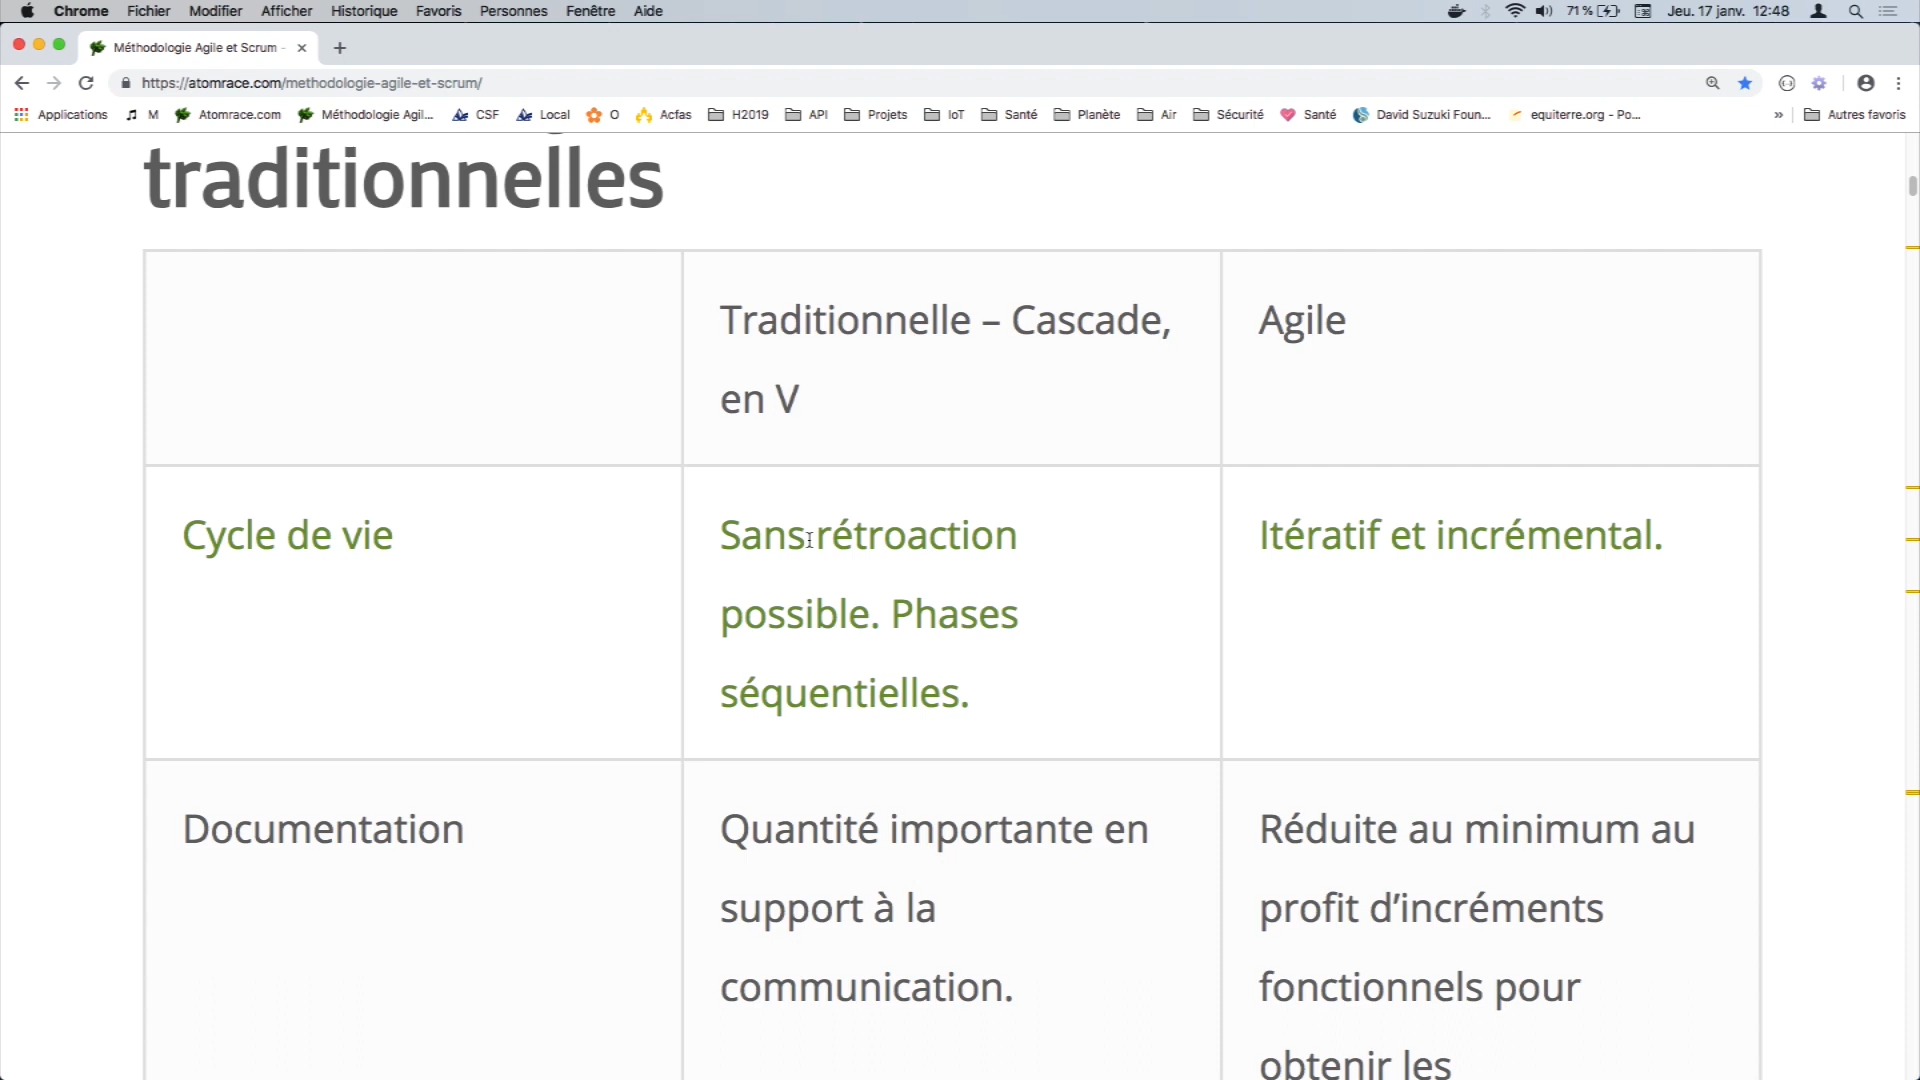 Chrome Fichier Modifier Afficher Historique Favoris Personnes Fenêtre Aide 71 % Jeu. 17 janv. 12:48
Méthodologie Agile et Scrum -
https://atomrace.com/methodologie-agile-et-scrum/
Applications M Atomrace.com Méthodologie Agil... CSF Local O Acfas H2019 API Projets IoT Santé Planète Air Sécurité Santé David Suzuki Foun... equiterre.org - Po... » Autres favoris
traditionnelles
Traditionnelle – Cascade,
en V
Agile
Cycle de vie
Sans rétroaction
possible. Phases
séquentielles.
Itératif et incrémental.
Documentation
Quantité importante en
support à la
communication.
Réduite au minimum au
profit d’incréments
fonctionnels pour
obtenir les